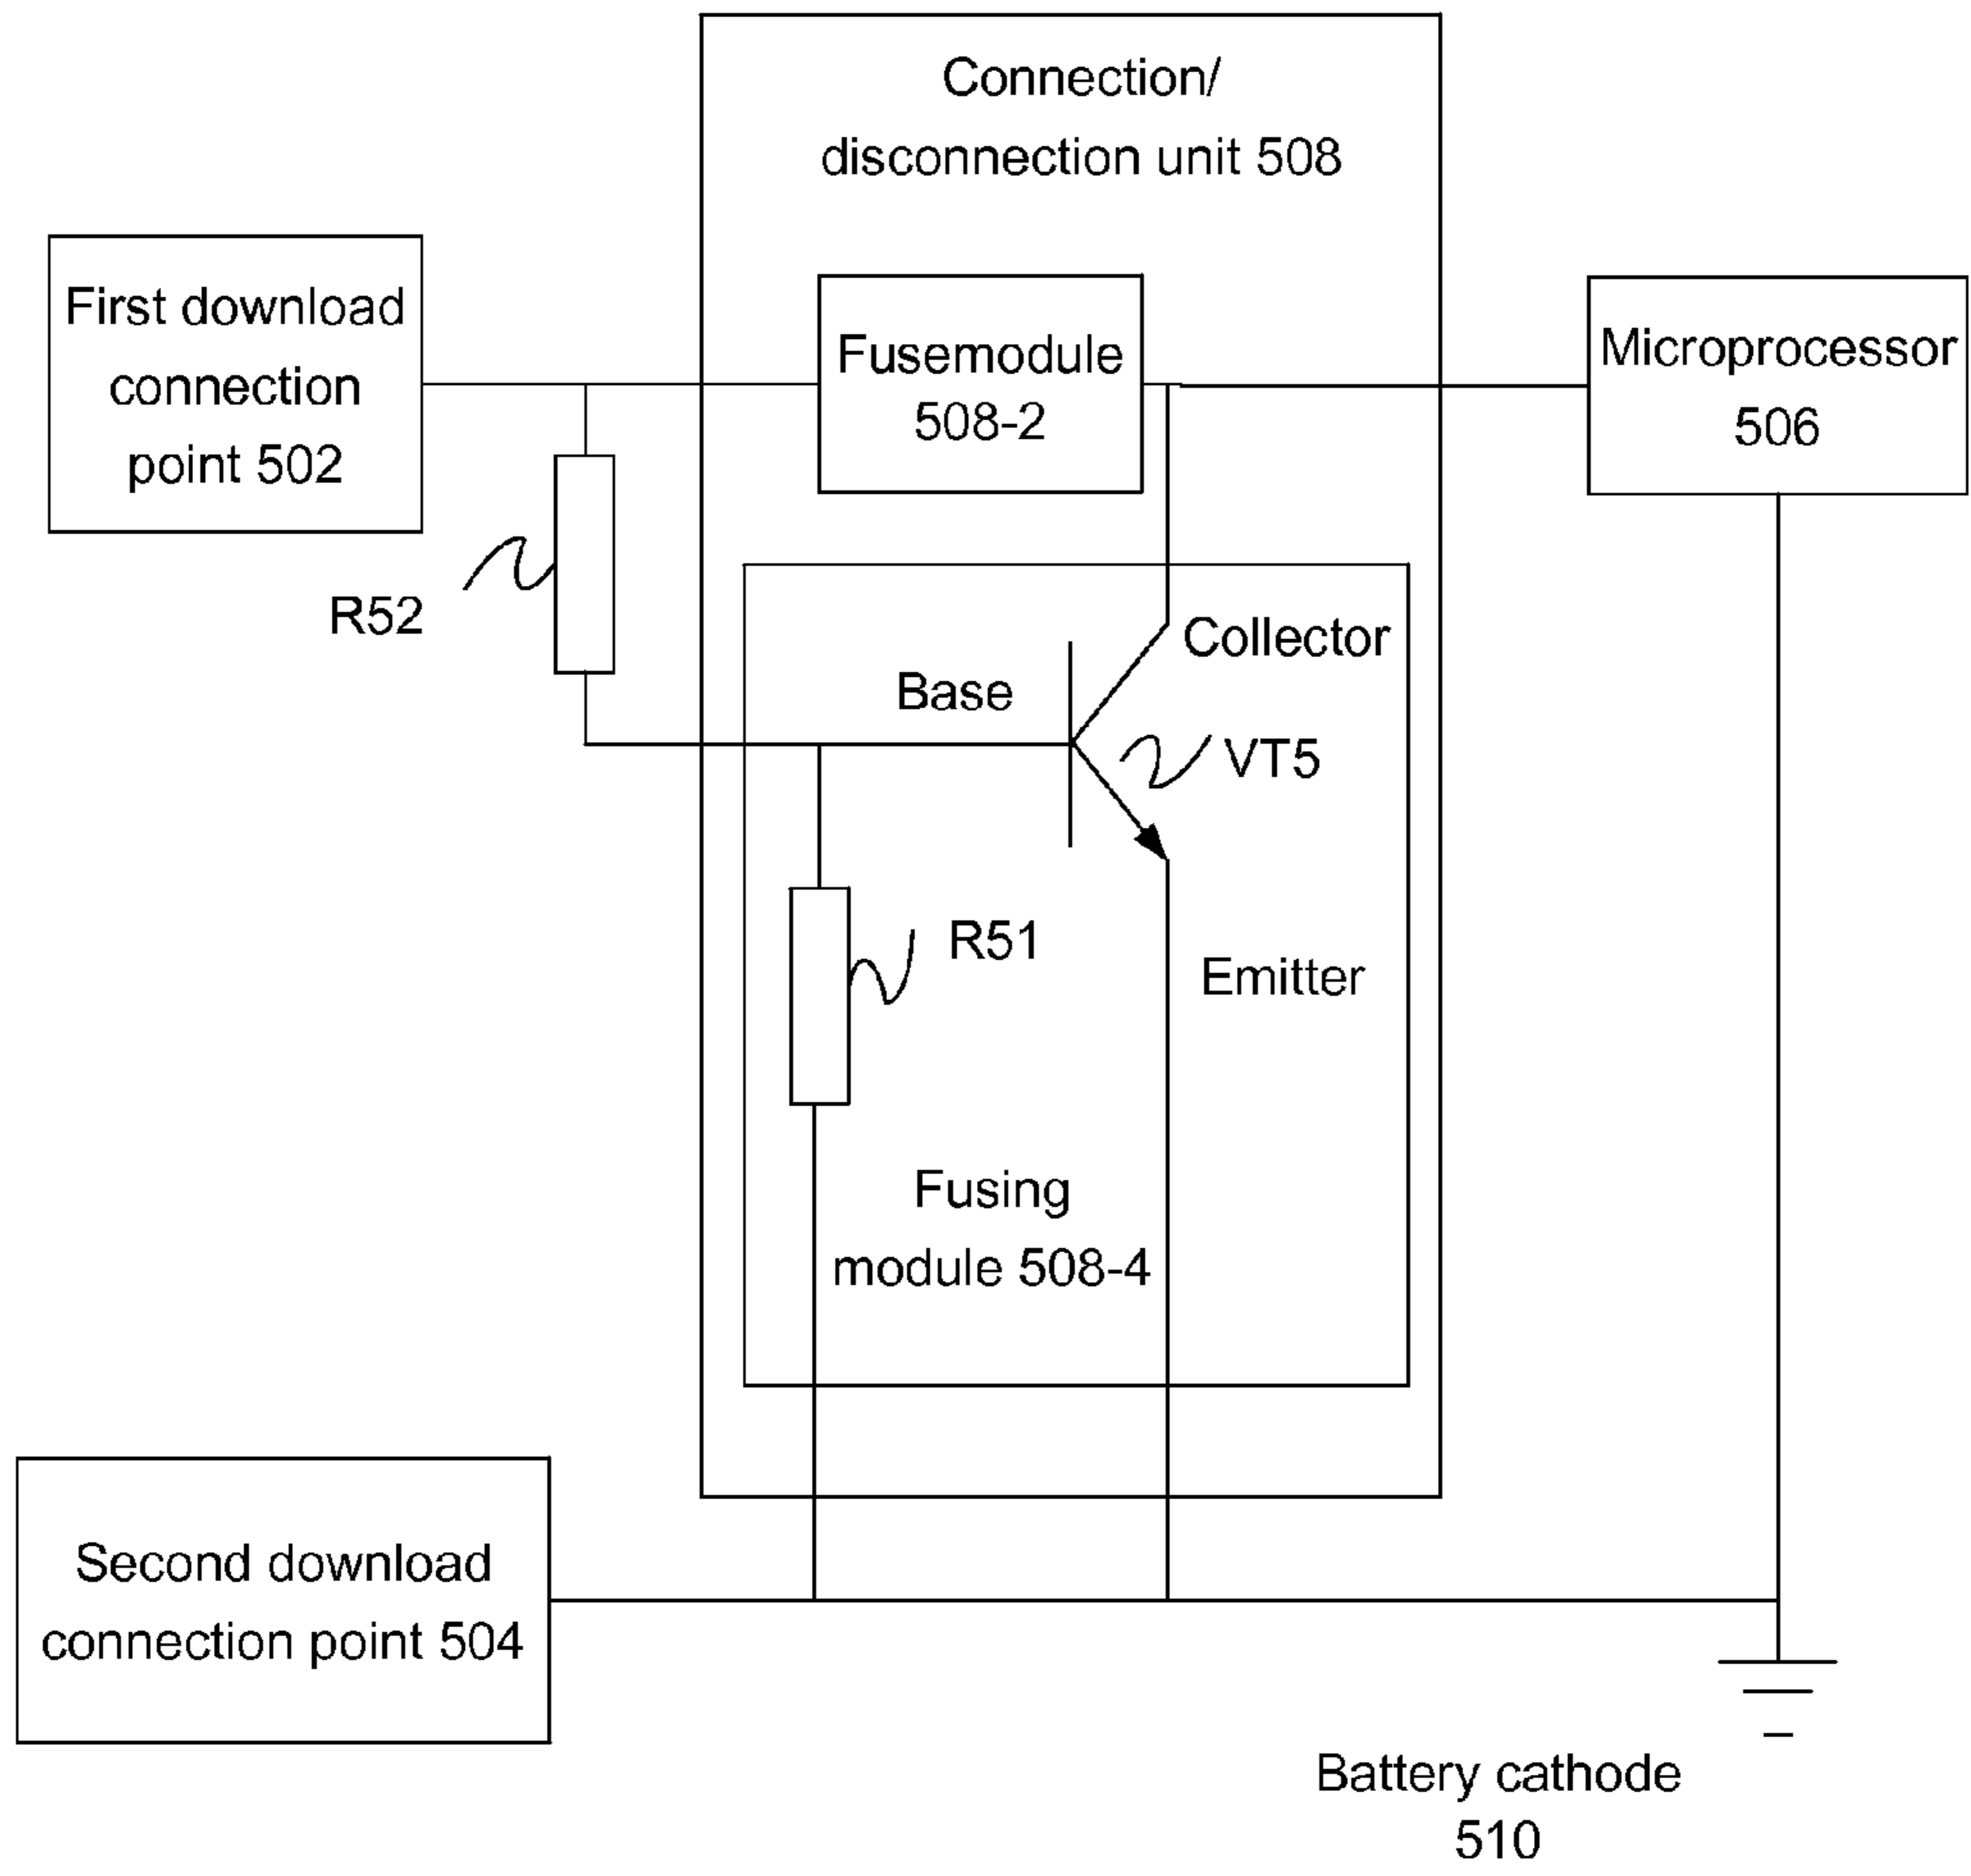 Connection/
disconnection unit 508
First download
connection
point 502
Fusemodule
508-2
Microprocessor
506
R52
Collector
Base
VT5
R51
Emitter
Fusing
module 508-4
Second download
connection point 504
Battery cathode
510